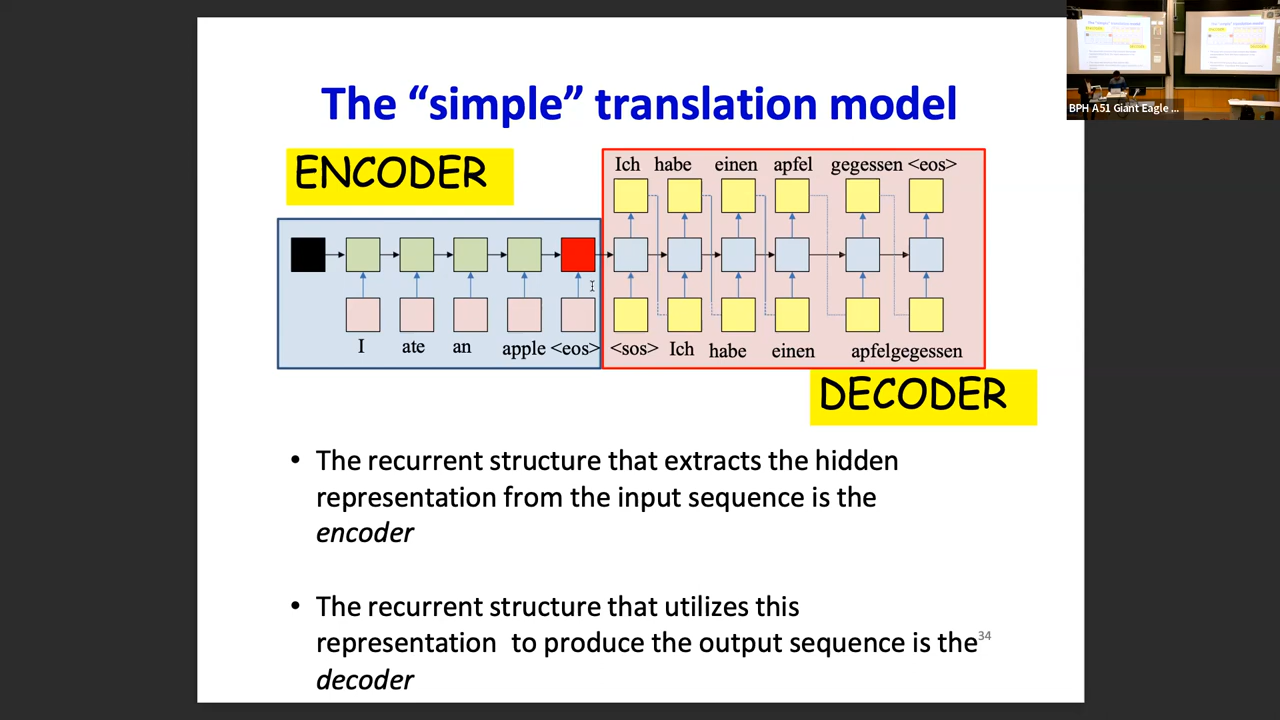 The “simple” translation model
ENCODER
Ich habe einen apfel gegessen <eos>
I ate an apple <eos>
<sos> Ich habe einen apfelgegessen
DECODER
• The recurrent structure that extracts the hidden
representation from the input sequence is the
encoder
• The recurrent structure that utilizes this
representation to produce the output sequence is the
decoder
34
BPH A51 Giant Eagle ...